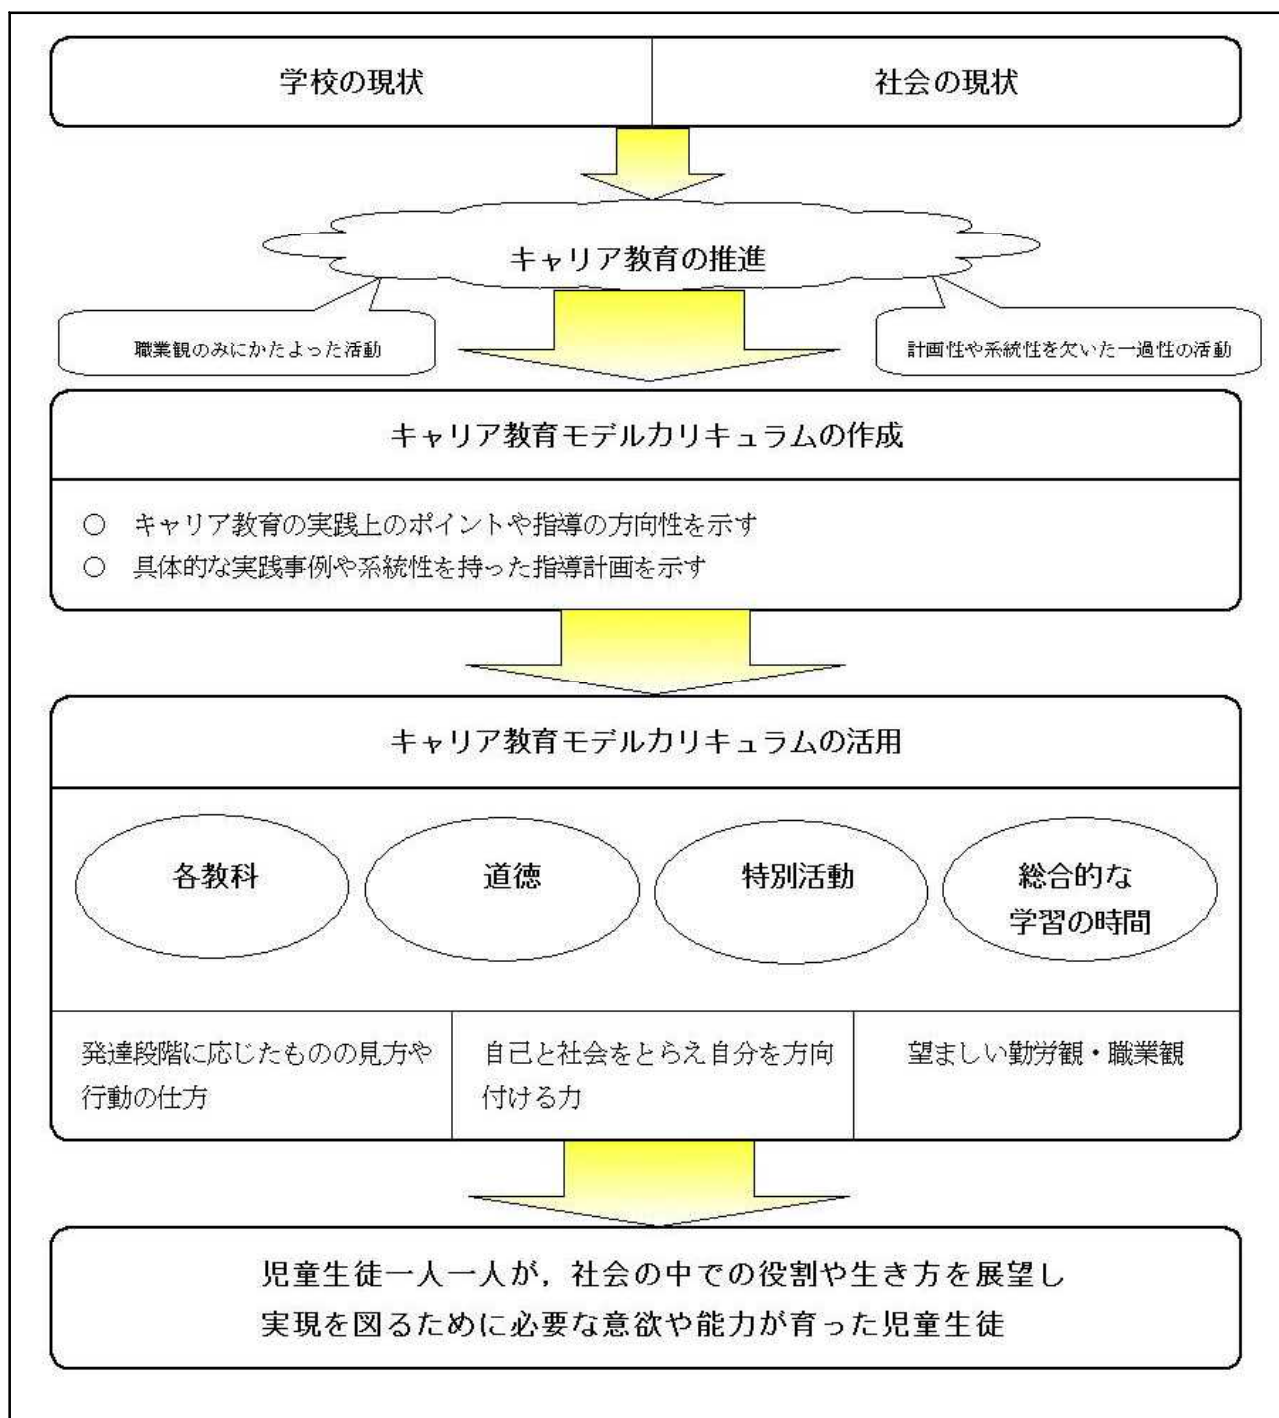 学校の現状
社会の現状
キャリア教育の推進
職業観のみにかたよった活動
計画性や系統性を欠いた一過性の活動
キャリア教育モデルカリキュラムの作成
○ キャリア教育の実践上のポイントや指導の方向性を示す
○ 具体的な実践事例や系統性を持った指導計画を示す
キャリア教育モデルカリキュラムの活用
各教科
道徳
特別活動
総合的な
学習の時間
発達段階に応じたものの見方や
行動の仕方
自己と社会をとらえ自分を方向
付ける力
望ましい勤労観・職業観
児童生徒一人一人が，社会の中での役割や生き方を展望し
実現を図るために必要な意欲や能力が育った児童生徒